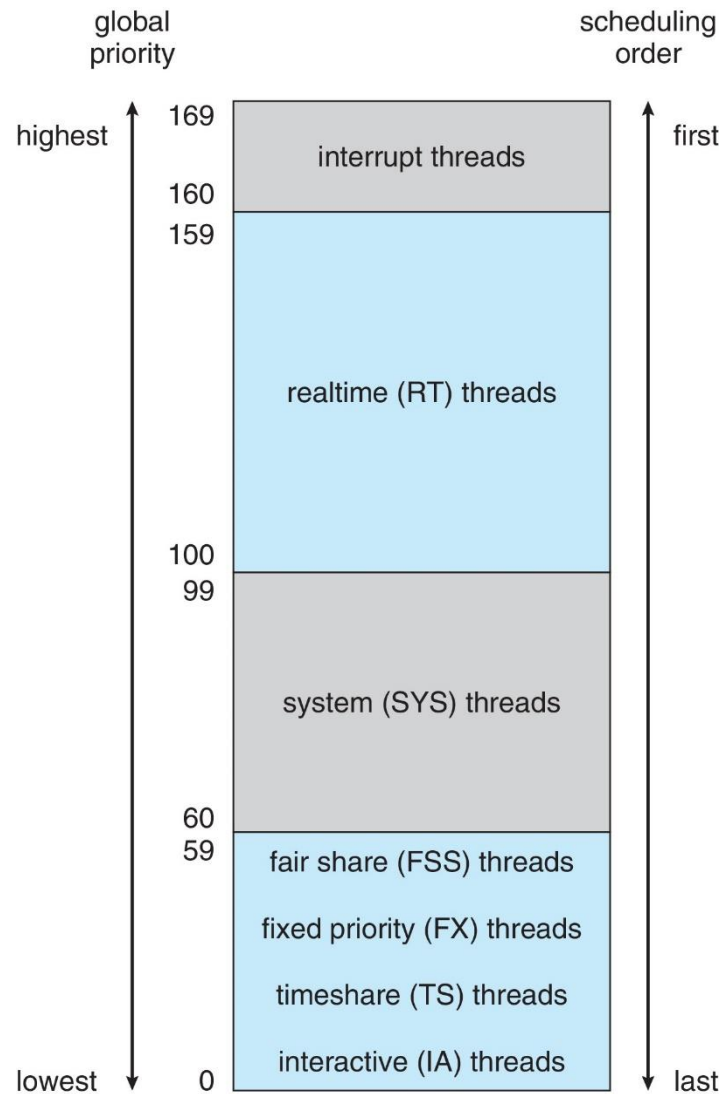 global
priority
scheduling
order
highest
169
interrupt threads
first
160
159
realtime (RT) threads
100
99
system (SYS) threads
60
59
fair share (FSS) threads
fixed priority (FX) threads
timeshare (TS) threads
interactive (IA) threads
lowest
0
last